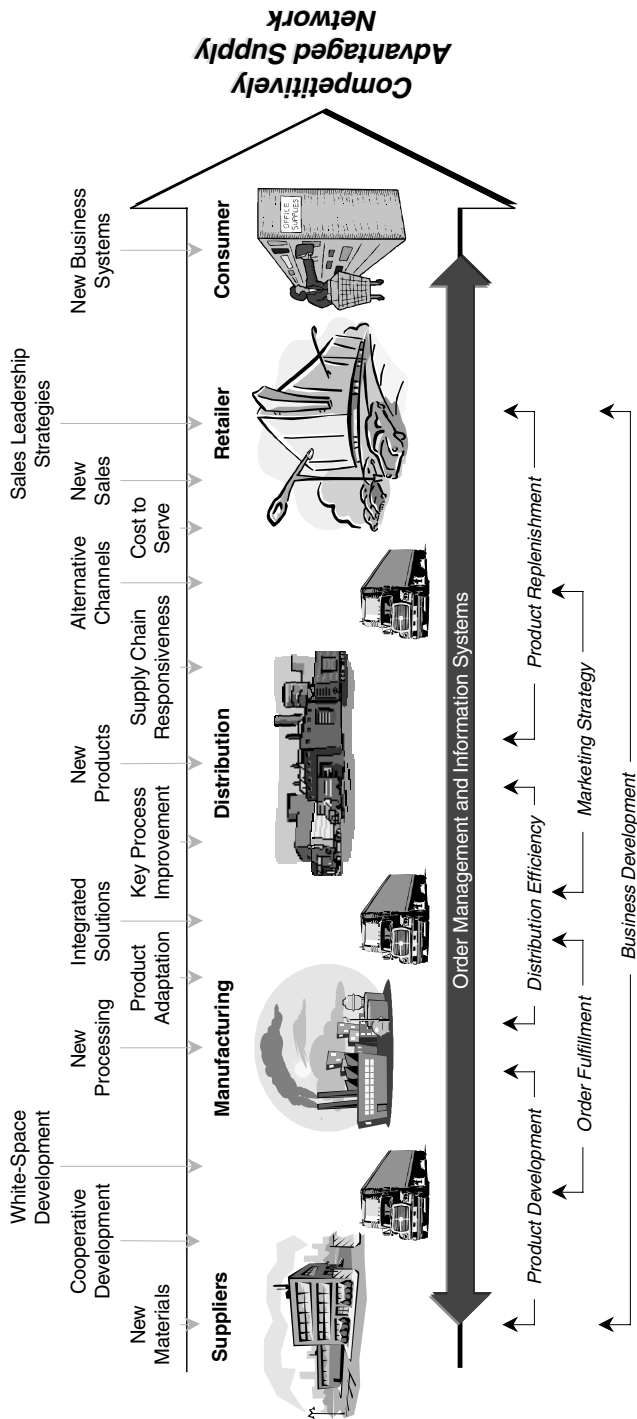 White-Space
Development
Sales Leadership
Strategies
Cooperative
Development
New
Processing
Integrated
Solutions
New
Products
Alternative
Channels
New
Sales
New Business
Systems
New
Materials
Product
Adaptation
Key Process
Improvement
Supply Chain
Responsiveness
Cost to
Serve
Suppliers
Manufacturing
Distribution
Retailer
Consumer
OFFICE
SUPPLIES
Competitively
Advantaged Supply
Network
Order Management and Information Systems
Product Development
Distribution Efficiency
Product Replenishment
Order Fulfillment
Marketing Strategy
Business Development